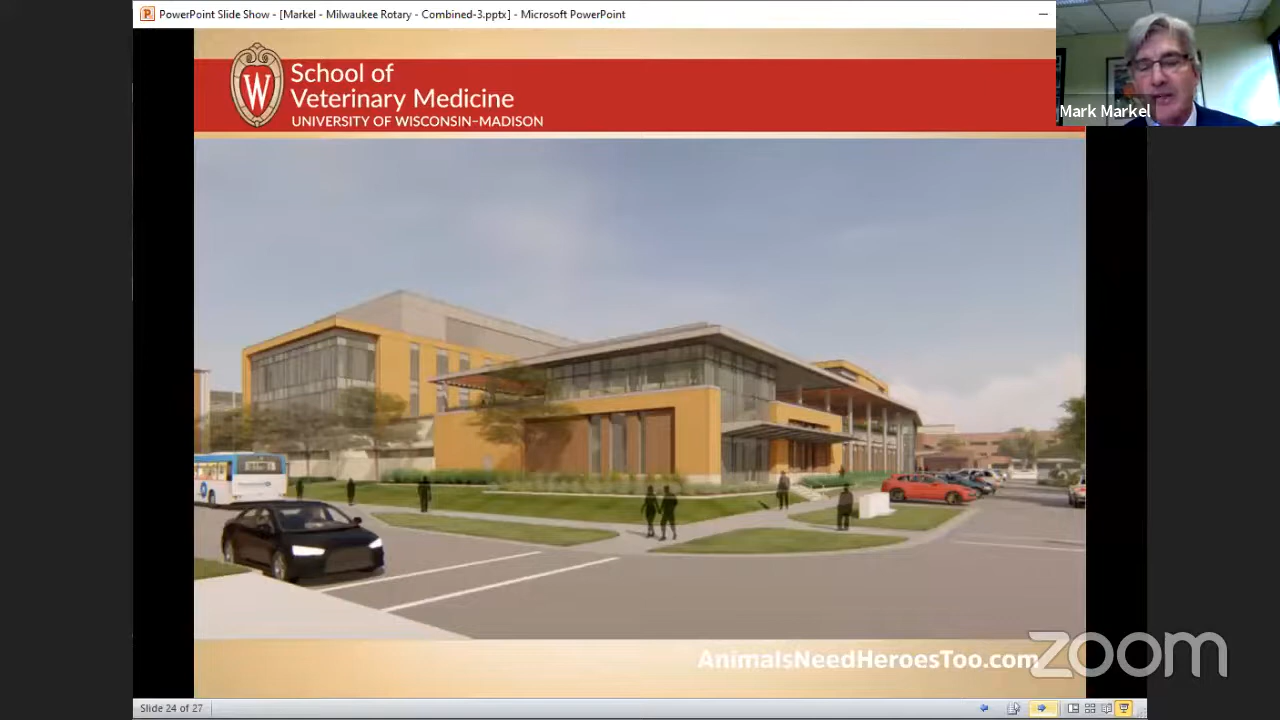 PowerPoint Slide Show - [Markel - Milwaukee Rotary - Combined-3.pptx] - Microsoft PowerPoint
W
School of
Veterinary Medicine
UNIVERSITY OF WISCONSIN–MADISON
Mark Markel
AnimalsNeedHeroesToo.com
zoom
Slide 24 of 27